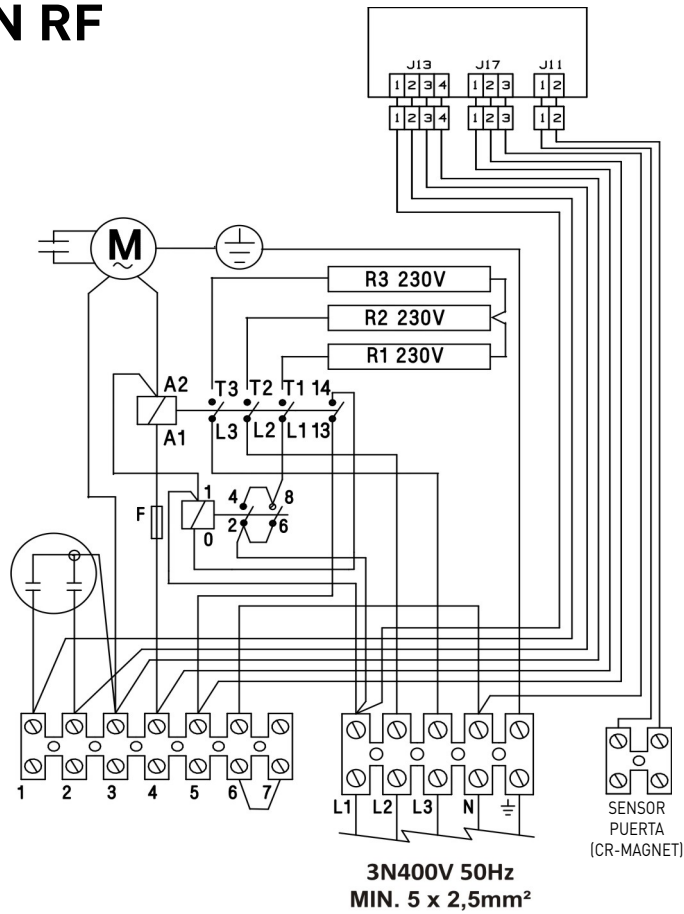 N RF
J13 J17 J11
1 2 3 4 1 2 3 1 2
1 2 3 4 1 2 3 1 2
M
~
R3 230V
R2 230V
R1 230V
A2 T3 T2 T1 14
A1 L3 L2 L1 13
1 4 8
F
0 2 6
1 2 3 4 5 6 7
L1 L2 L3 N
SENSOR
PUERTA
(CR-MAGNET)
3N400V 50Hz
MIN. 5 x 2,5mm²